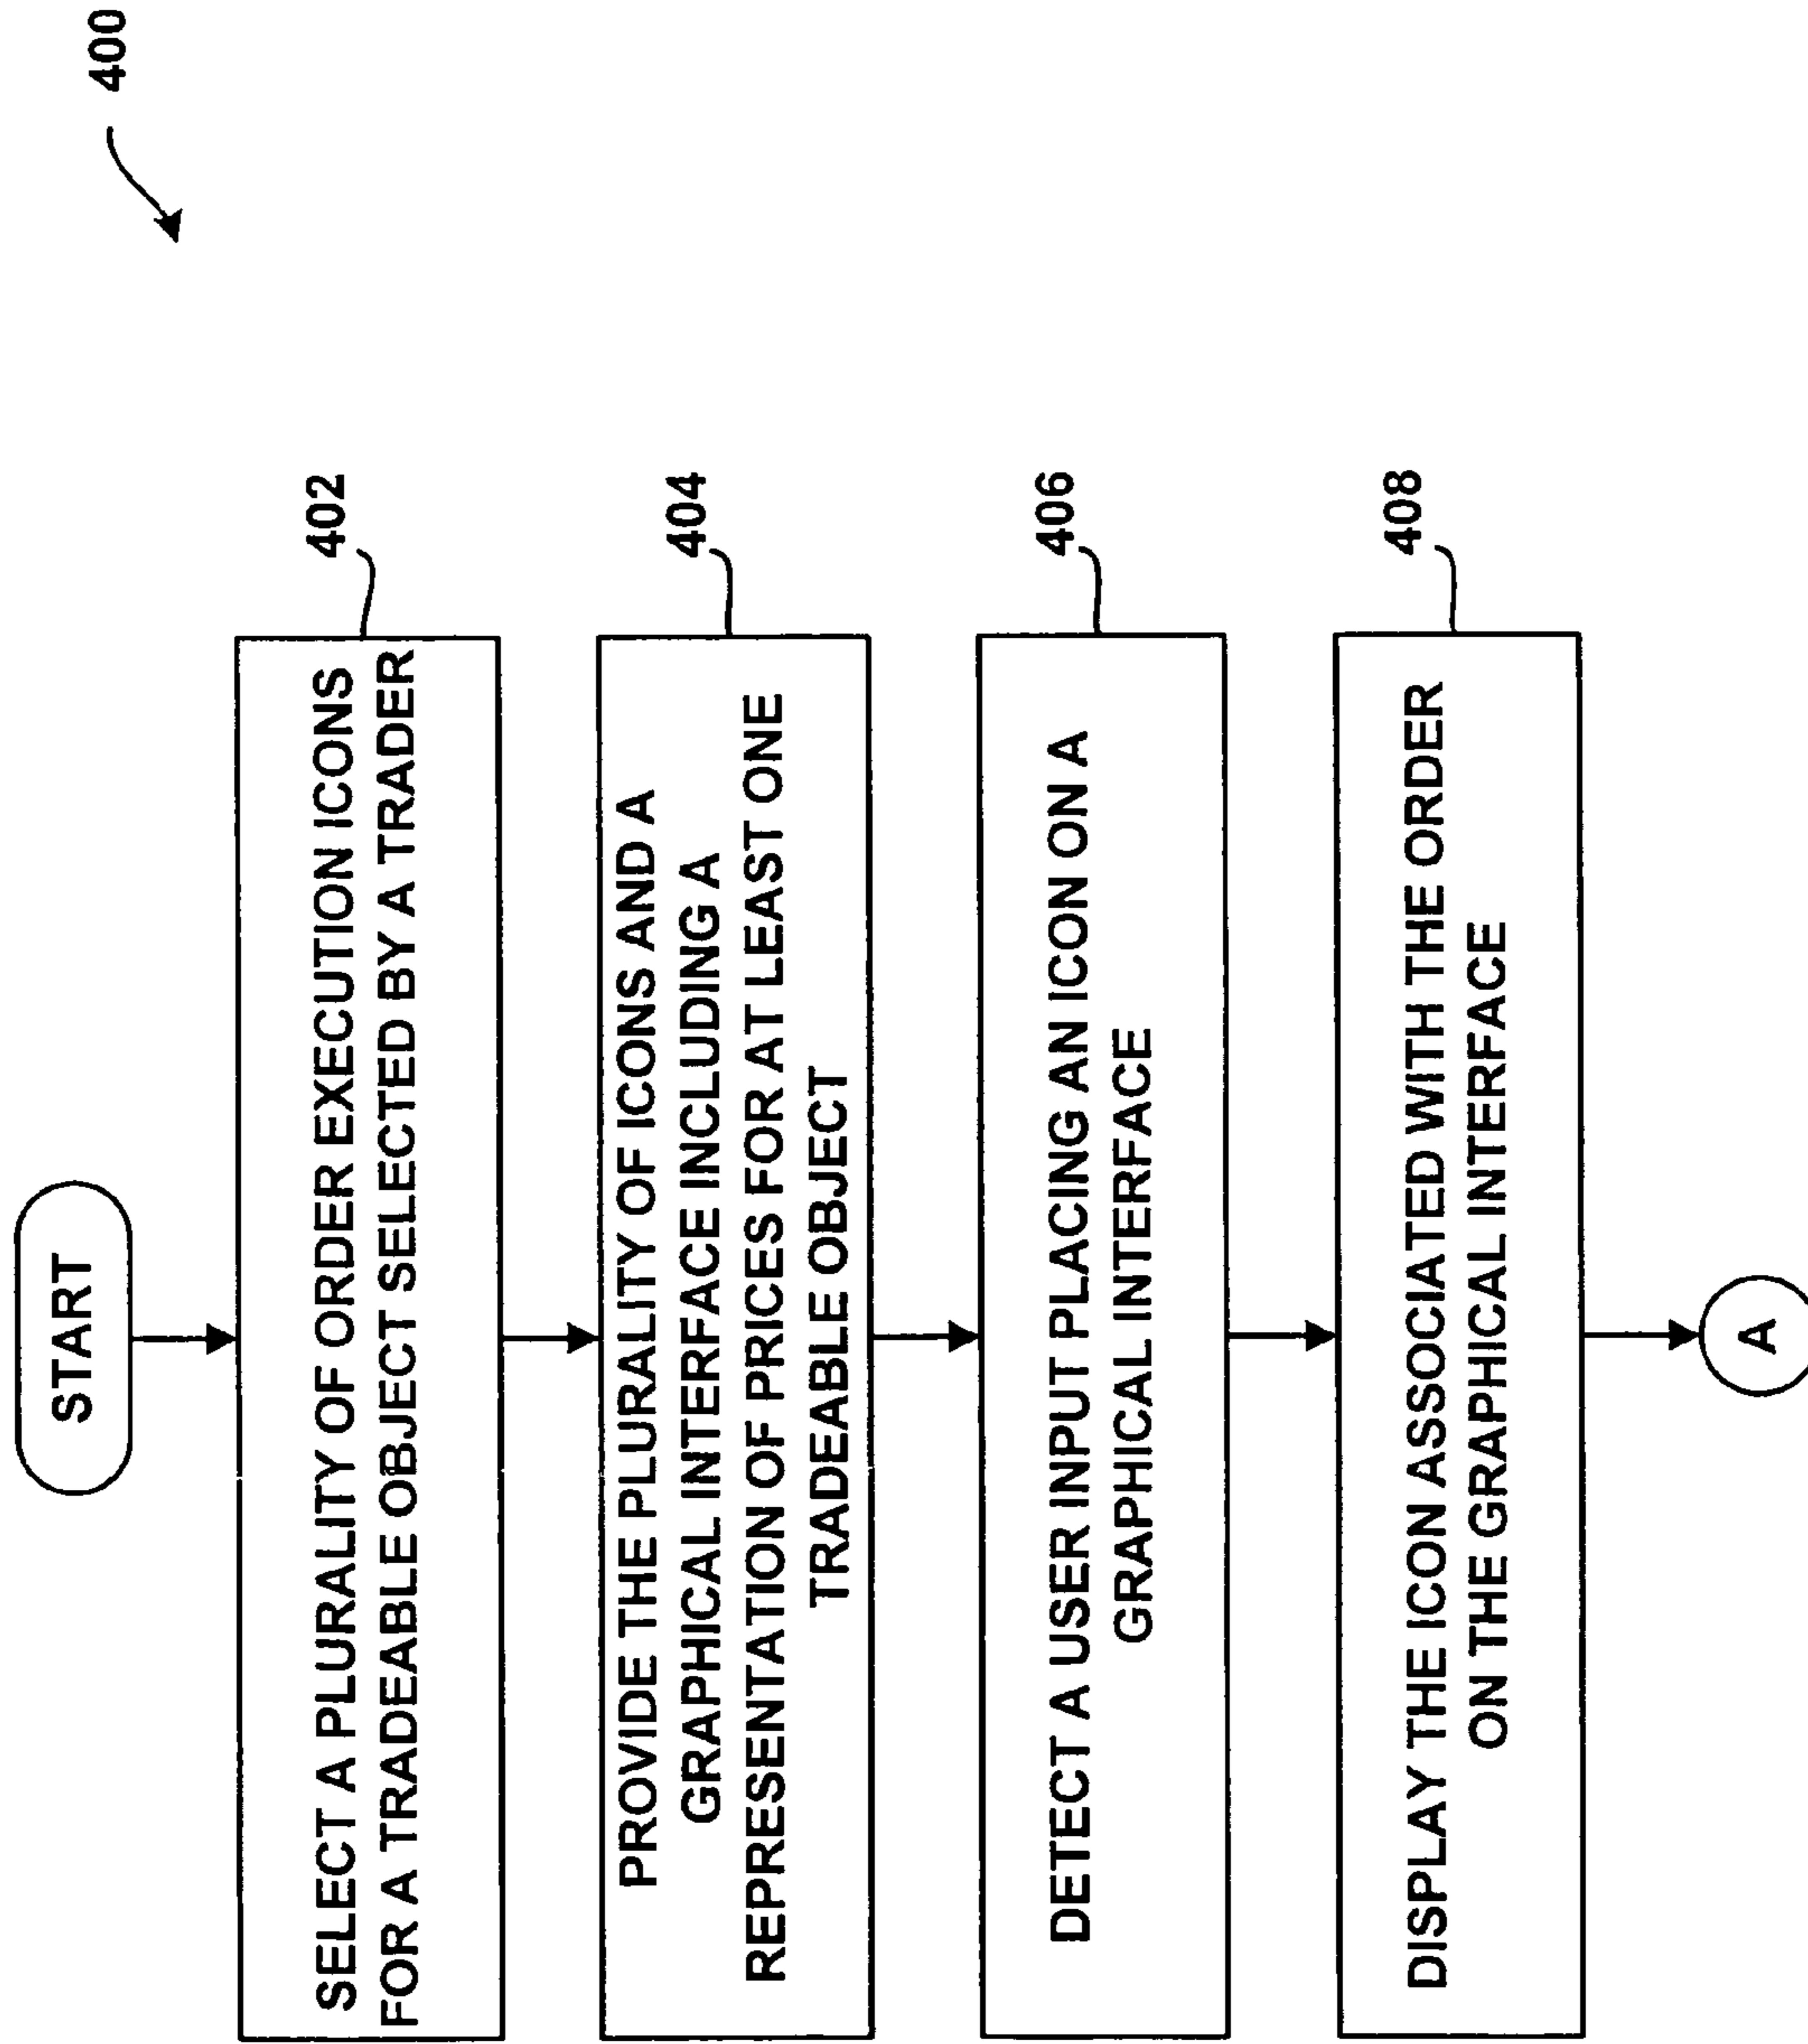 400
START
SELECT A PLURALITY OF ORDER EXECUTION ICONS
FOR A TRADEABLE OBJECT SELECTED BY A TRADER
402
PROVIDE THE PLURALITY OF ICONS AND A
GRAPHICAL INTERFACE INCLUDING A
REPRESENTATION OF PRICES FOR AT LEAST ONE
TRADEABLE OBJECT
404
DETECT A USER INPUT PLACING AN ICON ON A
GRAPHICAL INTERFACE
406
DISPLAY THE ICON ASSOCIATED WITH THE ORDER
ON THE GRAPHICAL INTERFACE
408
A